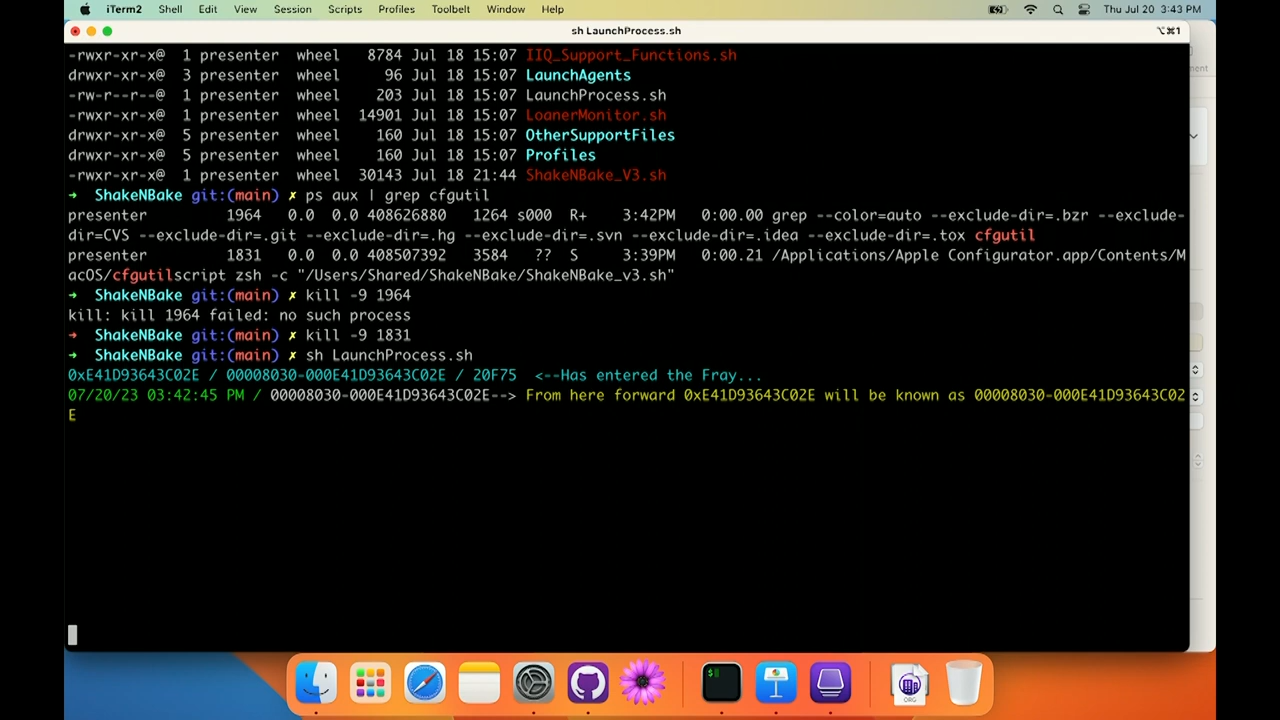 iTerm2 Shell Edit View Session Scripts Profiles Toolbelt Window Help Thu Jul 20 3:43 PM
sh LaunchProcess.sh ⌥⌘1
-rwxr-xr-x@ 1 presenter wheel 8784 Jul 18 15:07 IIQ_Support_Functions.sh
drwxr-xr-x@ 3 presenter wheel 96 Jul 18 15:07 LaunchAgents
-rw-r--r--@ 1 presenter wheel 203 Jul 18 15:07 LaunchProcess.sh
-rwxr-xr-x@ 1 presenter wheel 14901 Jul 18 15:07 LoanerMonitor.sh
drwxr-xr-x@ 5 presenter wheel 160 Jul 18 15:07 OtherSupportFiles
drwxr-xr-x@ 5 presenter wheel 160 Jul 18 15:07 Profiles
-rwxr-xr-x@ 1 presenter wheel 30143 Jul 18 21:44 ShakeNBake_V3.sh
→ ShakeNBake git:(main) ✗ ps aux | grep cfgutil
presenter 1964 0.0 0.0 408626880 1264 s000 R+ 3:42PM 0:00.00 grep --color=auto --exclude-dir=.bzr --exclude-
dir=CVS --exclude-dir=.git --exclude-dir=.hg --exclude-dir=.svn --exclude-dir=.idea --exclude-dir=.tox cfgutil
presenter 1831 0.0 0.0 408507392 3584 ?? S 3:39PM 0:00.21 /Applications/Apple Configurator.app/Contents/M
acOS/cfgutilscript zsh -c "/Users/Shared/ShakeNBake/ShakeNBake_v3.sh"
→ ShakeNBake git:(main) ✗ kill -9 1964
kill: kill 1964 failed: no such process
→ ShakeNBake git:(main) ✗ kill -9 1831
→ ShakeNBake git:(main) ✗ sh LaunchProcess.sh
0xE41D93643C02E / 00008030-000E41D93643C02E / 20F75 <--Has entered the Fray...
07/20/23 03:42:45 PM / 00008030-000E41D93643C02E--> From here forward 0xE41D93643C02E will be known as 00008030-000E41D93643C02
E
ment
$
ORG